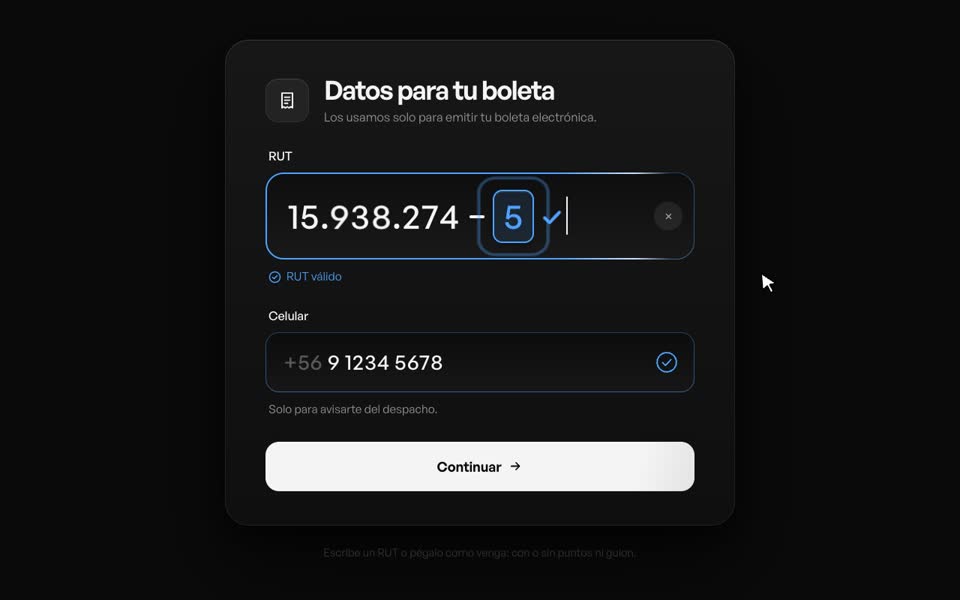 Datos para tu boleta
Los usamos solo para emitir tu boleta electrónica.
RUT
15.938.274 – 5
RUT válido
Celular
+56 9 1234 5678
Solo para avisarte del despacho.
Continuar →
Escribe un RUT o pégalo como venga: con o sin puntos ni guion.